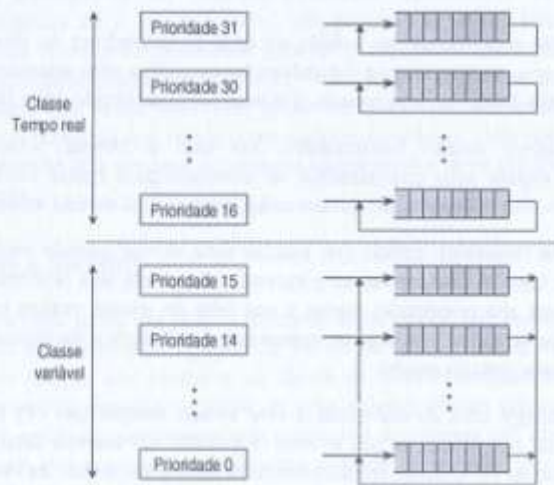 Prioridade 31
Prioridade 30
Classe
Tempo real
Prioridade 16
Prioridade 15
Prioridade 14
Classe
variável
Prioridade 0